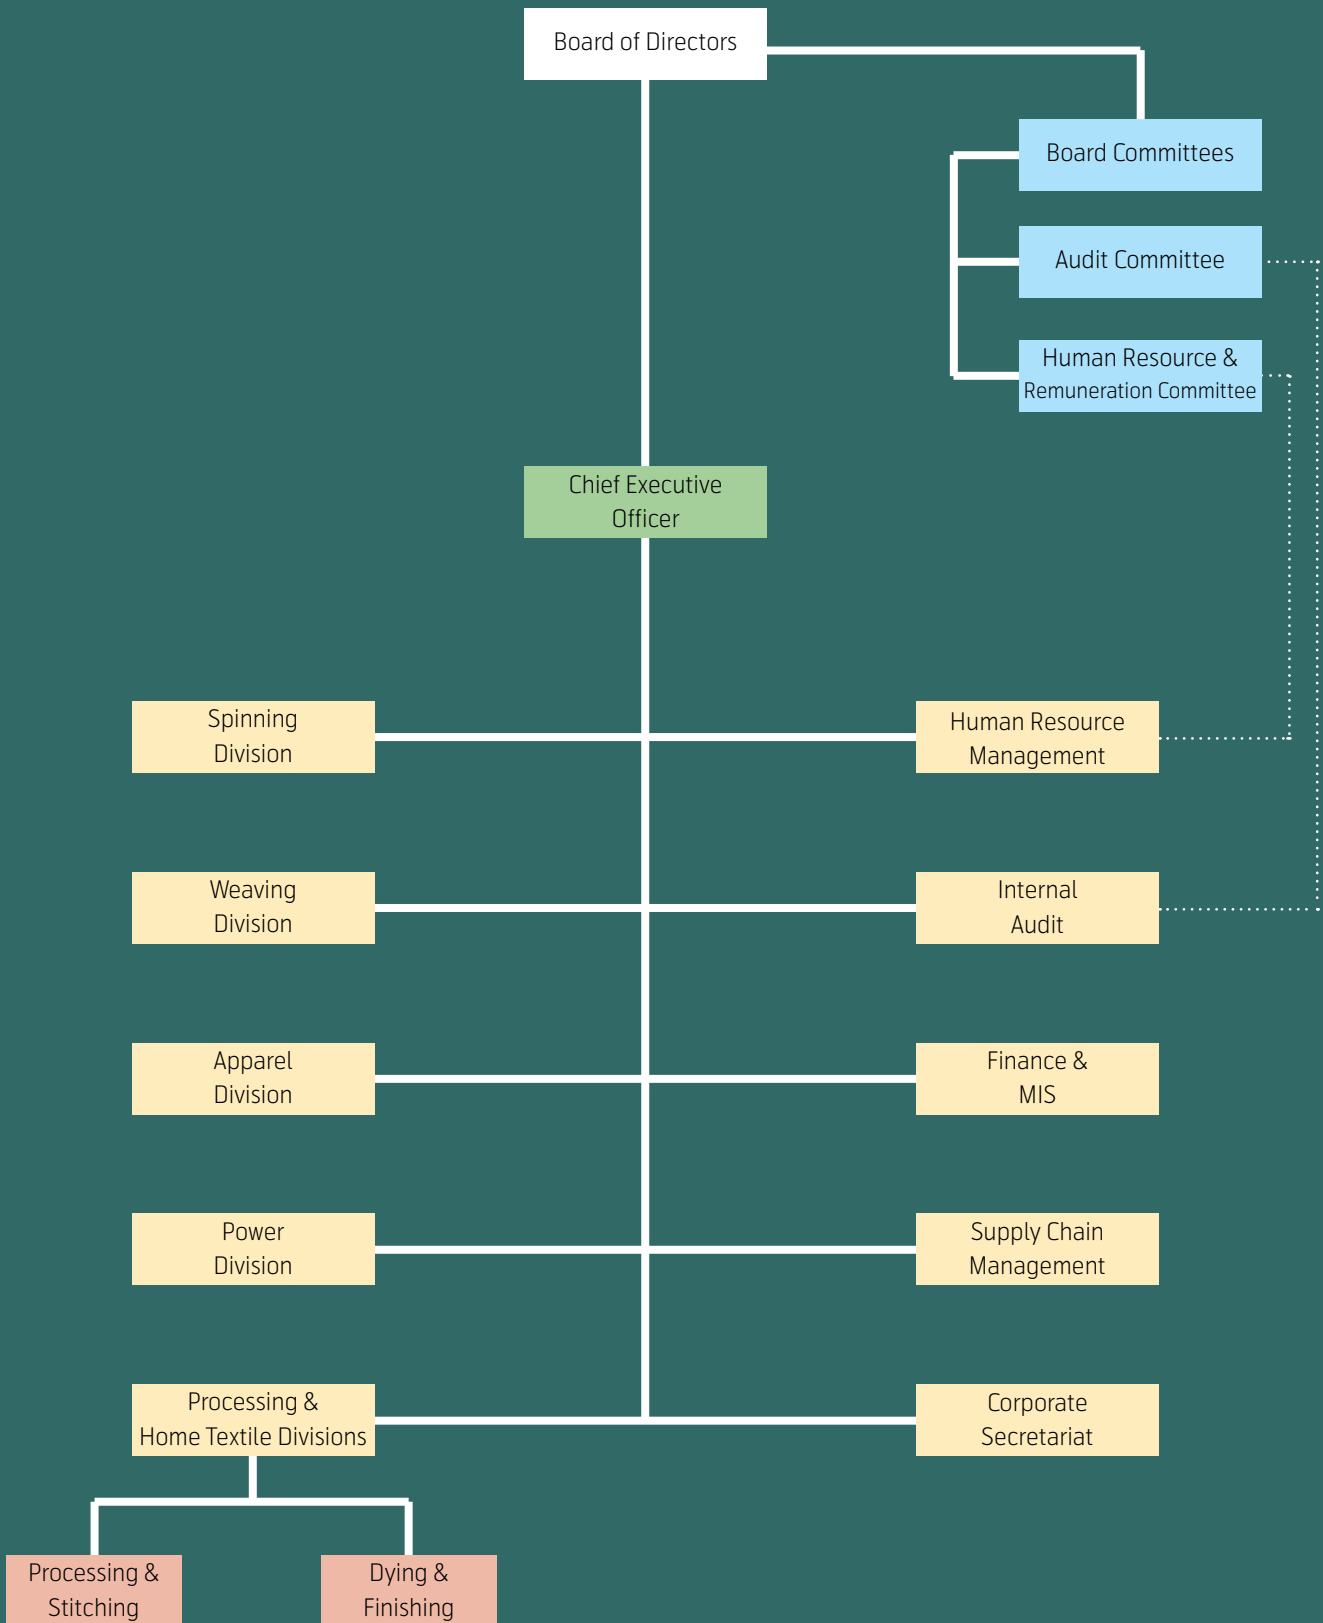 Board of Directors
Board Committees
Audit Committee
Human Resource &
Remuneration Committee
Chief Executive
Officer
Spinning
Division
Human Resource
Management
Weaving
Division
Internal
Audit
Apparel
Division
Finance &
MIS
Power
Division
Supply Chain
Management
Processing &
Home Textile Divisions
Corporate
Secretariat
Processing &
Stitching
Dying &
Finishing